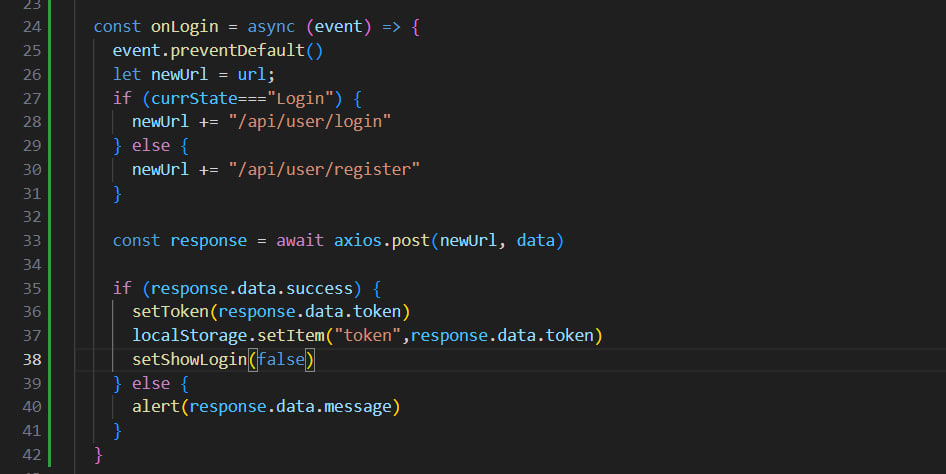 23
24 const onLogin = async (event) => {
25 event.preventDefault()
26 let newUrl = url;
27 if (currState==="Login") {
28 newUrl += "/api/user/login"
29 } else {
30 newUrl += "/api/user/register"
31 }
32
33 const response = await axios.post(newUrl, data)
34
35 if (response.data.success) {
36 setToken(response.data.token)
37 localStorage.setItem("token",response.data.token)
38 setShowLogin(false)
39 } else {
40 alert(response.data.message)
41 }
42 }